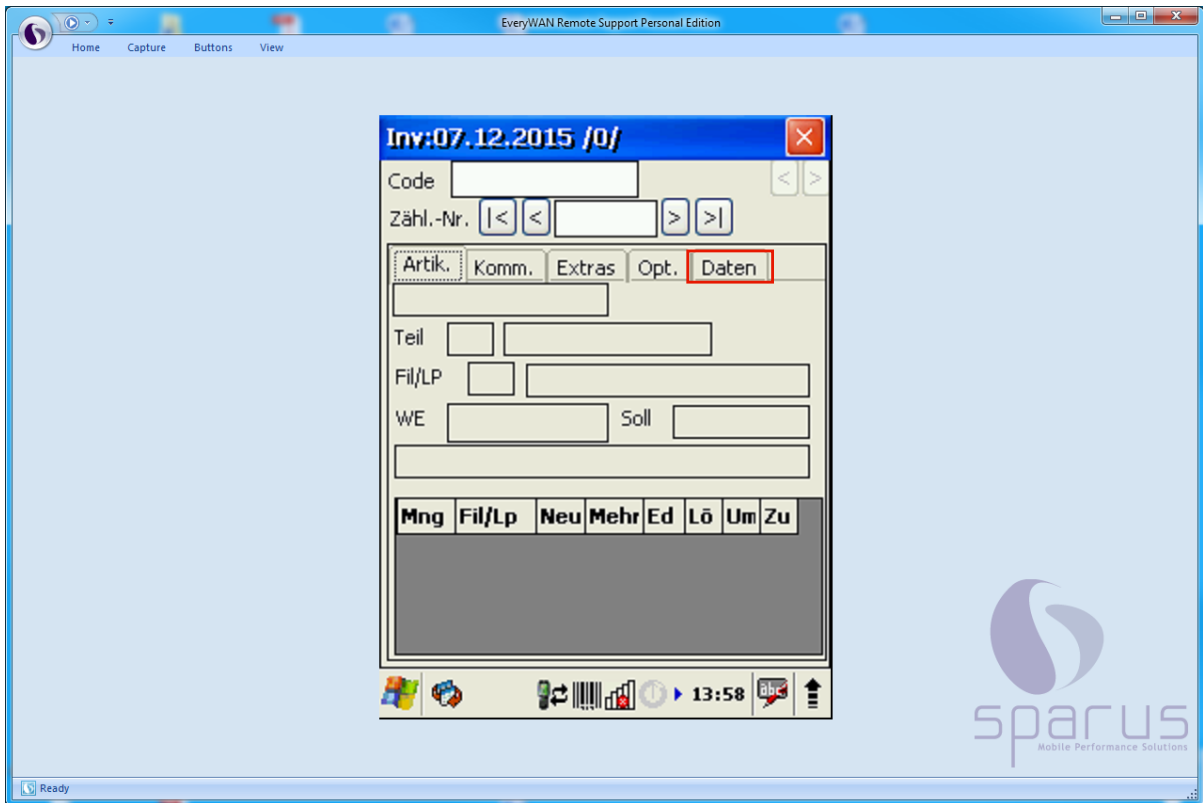 EveryWAN Remote Support Personal Edition
Home Capture Buttons View
Inv:07.12.2015 /0/
Code < >
Zähl.-Nr. |< < > >|
Artik. Komm. Extras Opt. Daten
Teil
Fil/LP
WE Soll
Mng Fil/Lp Neu Mehr Ed Lö Um Zu
13:58 abc
sparus
Mobile Performance Solutions
Ready